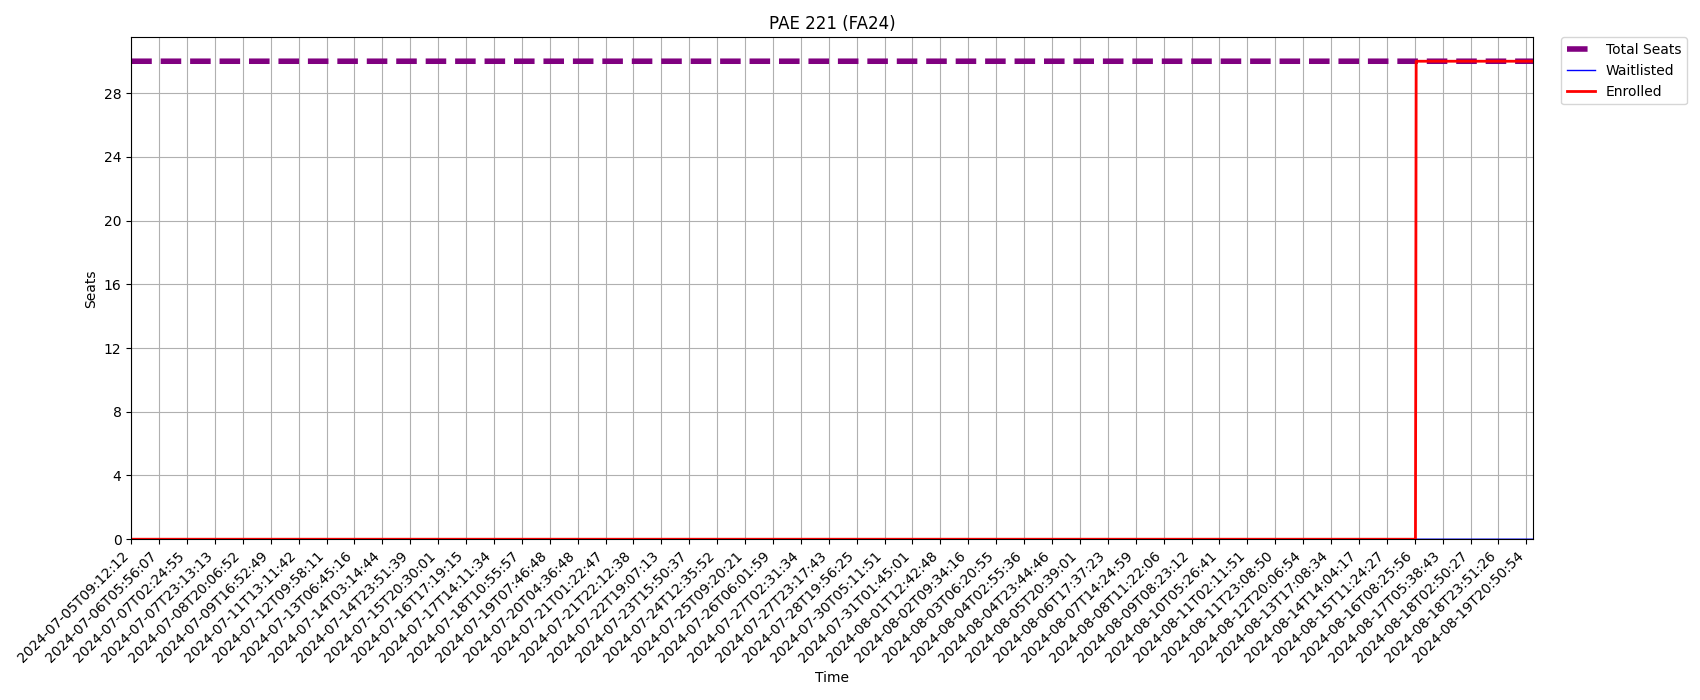 PAE 221 (FA24)
Total Seats
Waitlisted
Enrolled
Seats
28
24
20
16
12
8
4
0
2024-07-05T09:12:12
2024-07-06T05:56:07
2024-07-07T02:24:55
2024-07-07T23:13:13
2024-07-08T20:06:52
2024-07-09T16:52:49
2024-07-11T13:11:42
2024-07-12T09:58:11
2024-07-13T06:45:16
2024-07-14T03:14:44
2024-07-14T23:51:39
2024-07-15T20:30:01
2024-07-16T17:19:15
2024-07-17T14:11:34
2024-07-18T10:55:57
2024-07-19T07:46:48
2024-07-20T04:36:48
2024-07-21T01:22:47
2024-07-21T22:12:38
2024-07-22T19:07:13
2024-07-23T15:50:37
2024-07-24T12:35:52
2024-07-25T09:20:21
2024-07-26T06:01:59
2024-07-27T02:31:34
2024-07-27T23:17:43
2024-07-28T19:56:25
2024-07-30T05:11:51
2024-07-31T01:45:01
2024-08-01T12:42:48
2024-08-02T09:34:16
2024-08-03T06:20:55
2024-08-04T02:55:36
2024-08-04T23:44:46
2024-08-05T20:39:01
2024-08-06T17:37:23
2024-08-07T14:24:59
2024-08-08T11:22:06
2024-08-09T08:23:12
2024-08-10T05:26:41
2024-08-11T02:11:51
2024-08-11T23:08:50
2024-08-12T20:06:54
2024-08-13T17:08:34
2024-08-14T14:04:17
2024-08-15T11:24:27
2024-08-16T08:25:56
2024-08-17T05:38:43
2024-08-18T02:50:27
2024-08-18T23:51:26
2024-08-19T20:50:54
Time